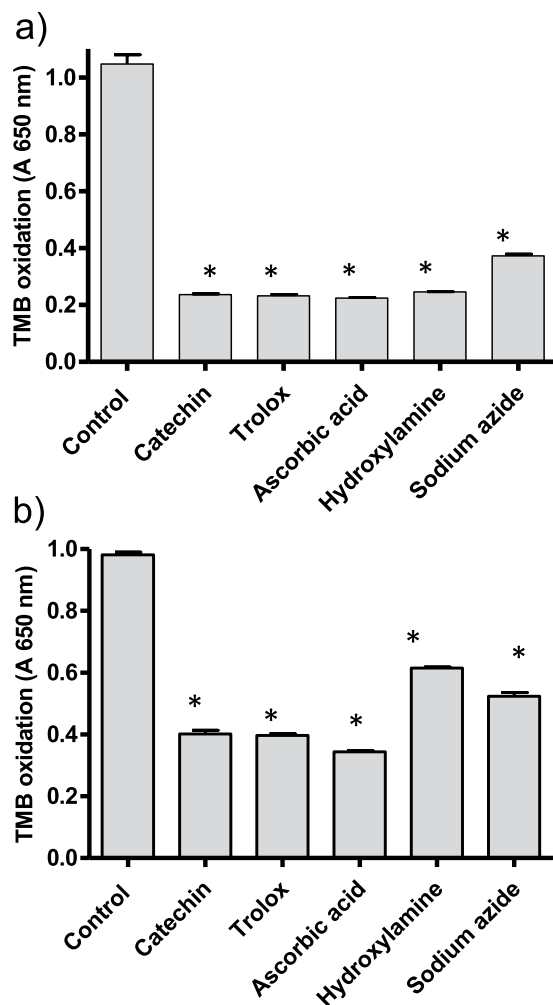 a)
TMB oxidation (A 650 nm)
1.0
0.8
0.6
0.4
0.2
0.0
*
*
*
*
*
Control
Catechin
Trolox
Ascorbic acid
Hydroxylamine
Sodium azide
b)
TMB oxidation (A 650 nm)
1.0
0.8
0.6
0.4
0.2
0.0
*
*
*
*
*
Control
Catechin
Trolox
Ascorbic acid
Hydroxylamine
Sodium azide